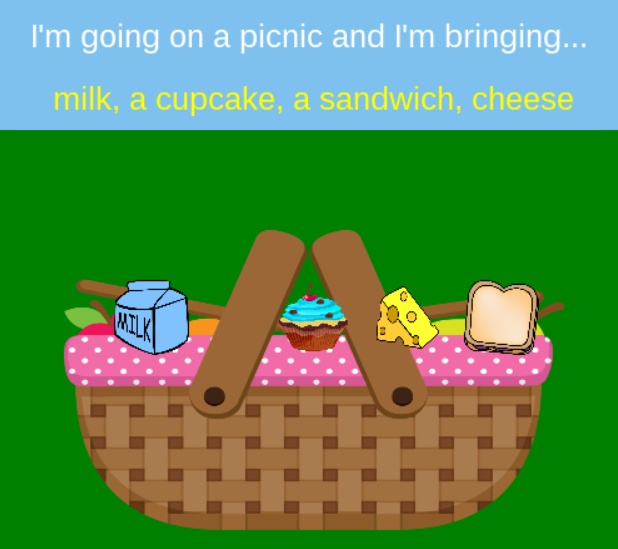 I'm going on a picnic and I'm bringing...
milk, a cupcake, a sandwich, cheese
MILK